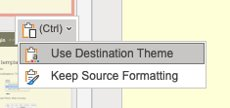 (Ctrl)
Use Destination Theme
Keep Source Formatting